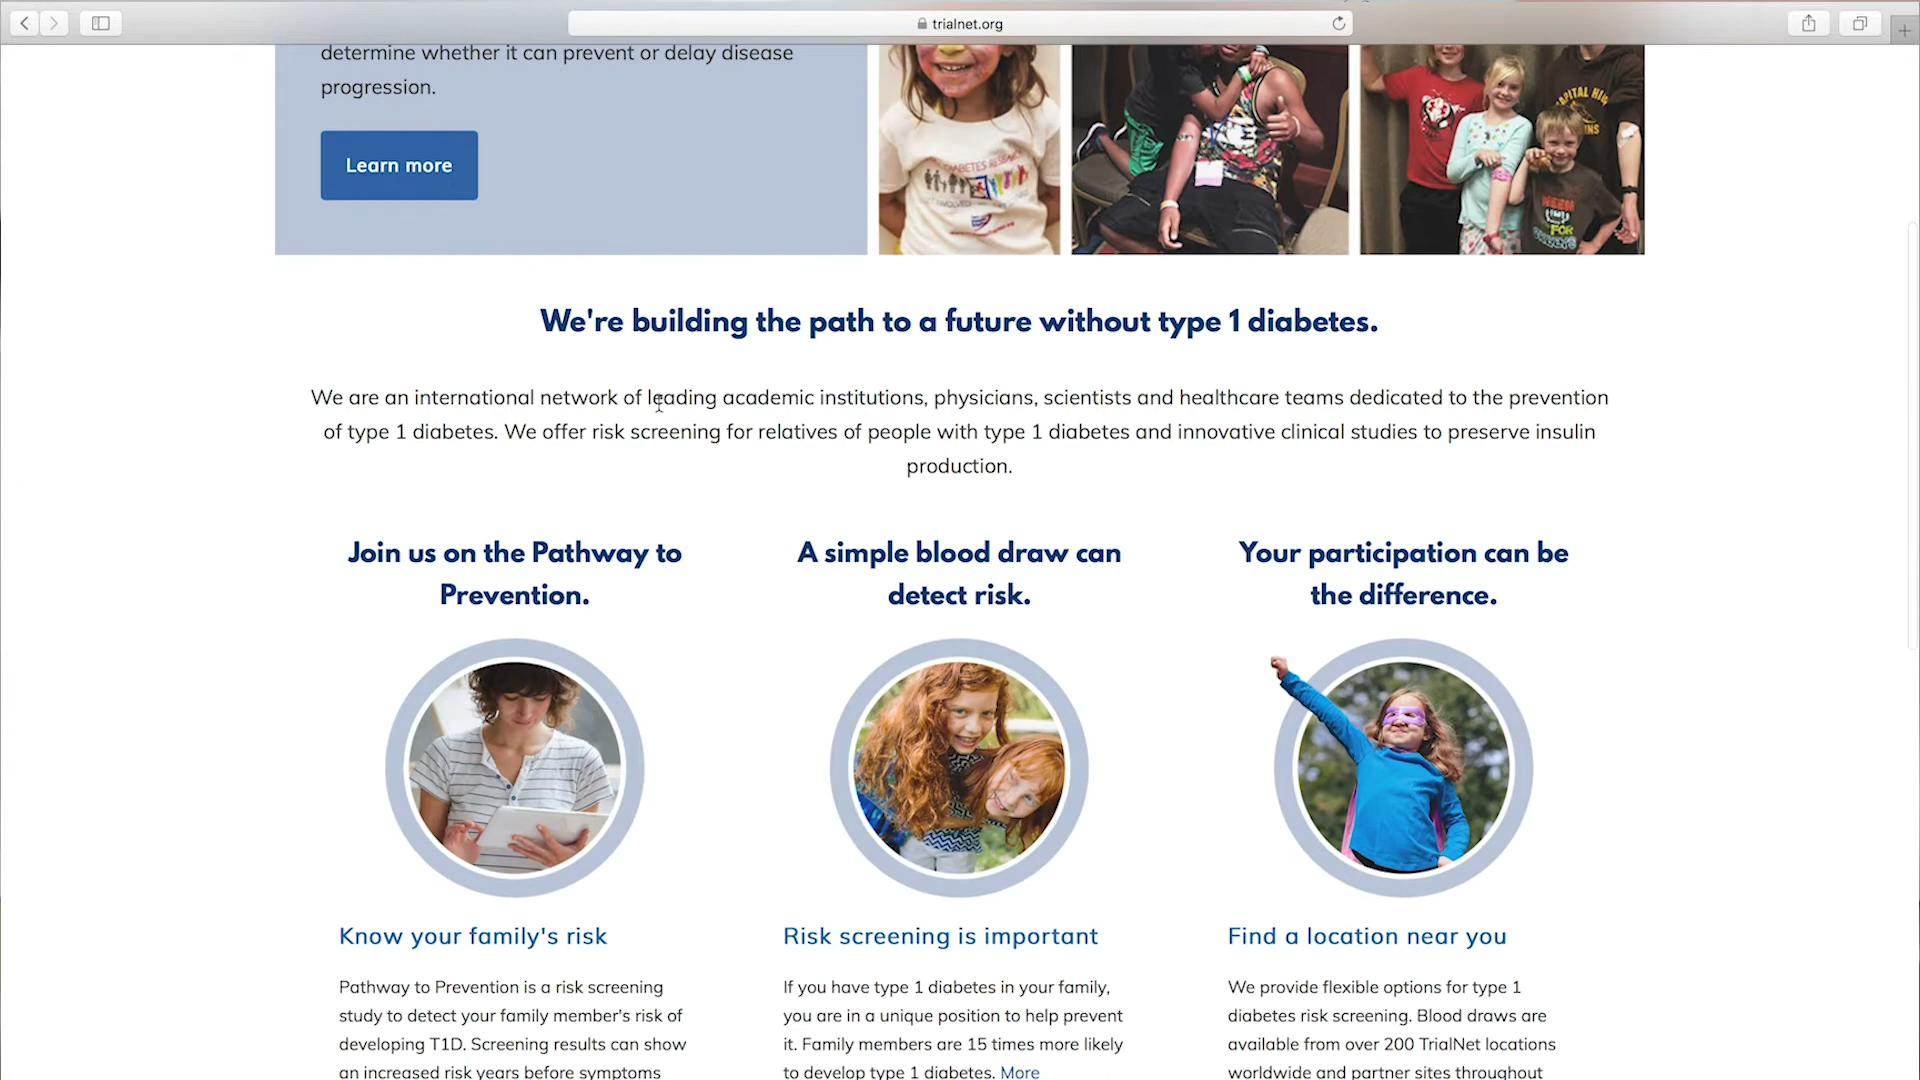 trialnet.org
determine whether it can prevent or delay disease
progression.
Learn more
We're building the path to a future without type 1 diabetes.
We are an international network of leading academic institutions, physicians, scientists and healthcare teams dedicated to the prevention
of type 1 diabetes. We offer risk screening for relatives of people with type 1 diabetes and innovative clinical studies to preserve insulin
production.
Join us on the Pathway to
Prevention.
A simple blood draw can
detect risk.
Your participation can be
the difference.
Know your family's risk
Pathway to Prevention is a risk screening
study to detect your family member's risk of
developing T1D. Screening results can show
an increased risk years before symptoms
Risk screening is important
If you have type 1 diabetes in your family,
you are in a unique position to help prevent
it. Family members are 15 times more likely
to develop type 1 diabetes. More
Find a location near you
We provide flexible options for type 1
diabetes risk screening. Blood draws are
available from over 200 TrialNet locations
worldwide and partner sites throughout